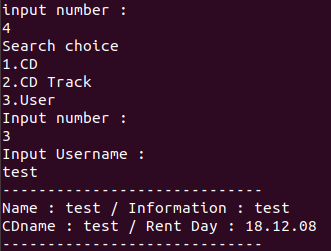 input number :
4
Search choice
1.CD
2.CD Track
3.User
Input number :
3
Input Username :
test
-----------------------------
Name : test / Information : test
CDname : test / Rent Day : 18.12.08
-----------------------------